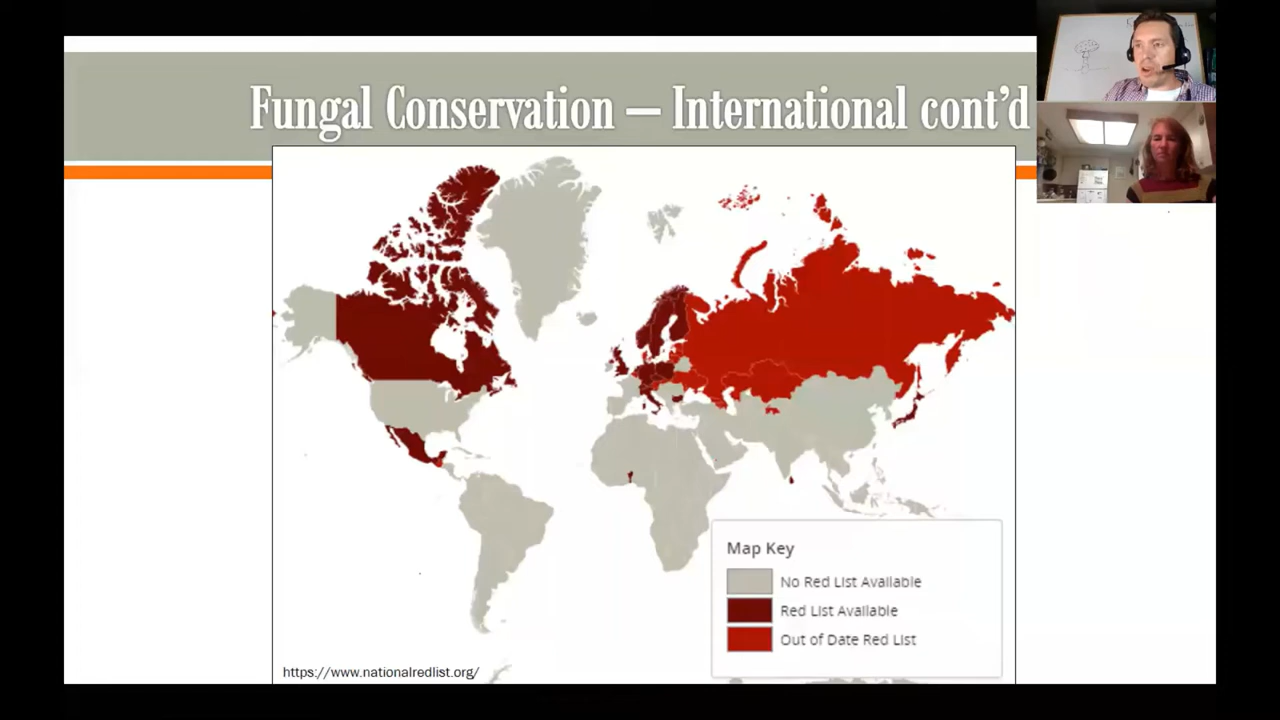 Fungal Conservation – International cont'd
Map Key
No Red List Available
Red List Available
Out of Date Red List
https://www.nationalredlist.org/